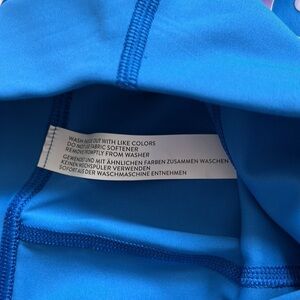 WASH INSIDE OUT WITH LIKE COLORS
DO NOT USE FABRIC SOFTENER
REMOVE PROMPTLY FROM WASHER
GEWENDET UND MIT ÄHNLICHEN FARBEN ZUSAMMEN WASCHEN
KEINEN WEICHSPÜLER VERWENDEN
SOFORT AUS DER WASCHMASCHINE ENTNEHMEN